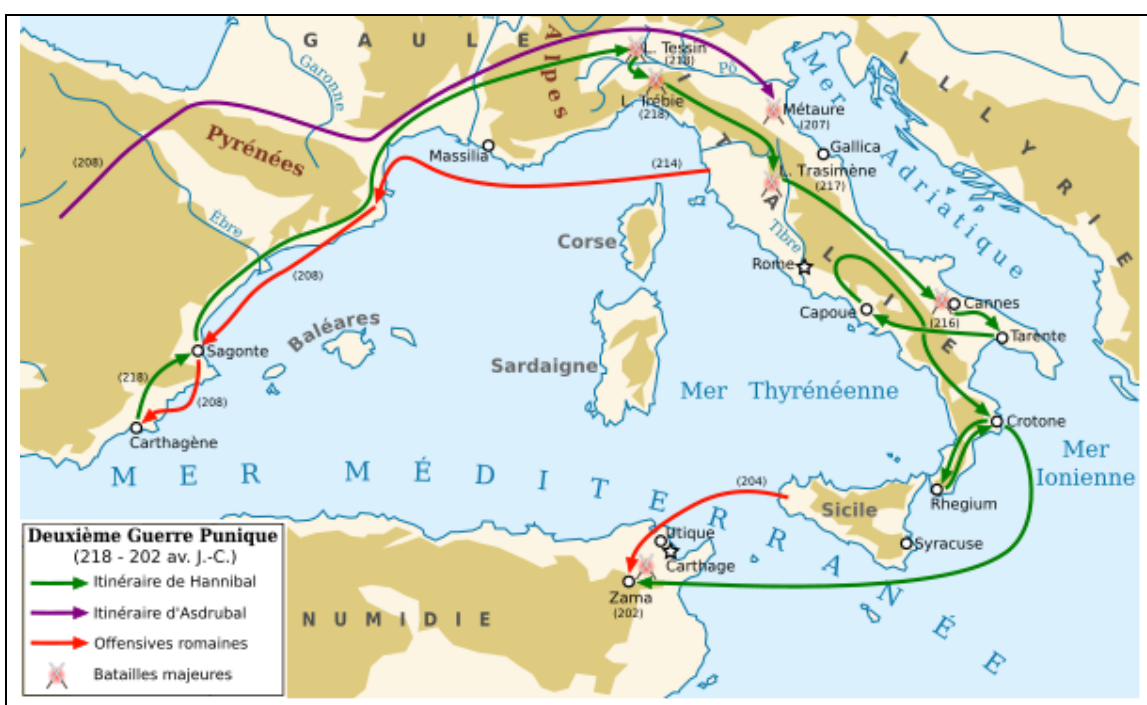 GAULE
Alpes
L. Tessin
(218)
Pô
Garonne
ILLYRIE
Mer Adriatique
L. Trébie
(218)
Métaure
(207)
Pyrénées
(208)
Massilia
Gallica
(214)
L. Trasimène
(217)
ITALIE
Èbre
Corse
Tibre
Rome
(208)
Cannes
(216)
Capoue
Tarente
Baléares
Sagonte
Sardaigne
(218)
(208)
Mer Thyrénéenne
Carthagène
Crotone
Mer
Ionienne
MER MÉDITERRANÉE
(204)
Rhegium
Sicile
Utique
Syracuse
Carthage
Zama
(202)
NUMIDIE
Deuxième Guerre Punique
(218 - 202 av. J.-C.)
Itinéraire de Hannibal
Itinéraire d'Asdrubal
Offensives romaines
Batailles majeures